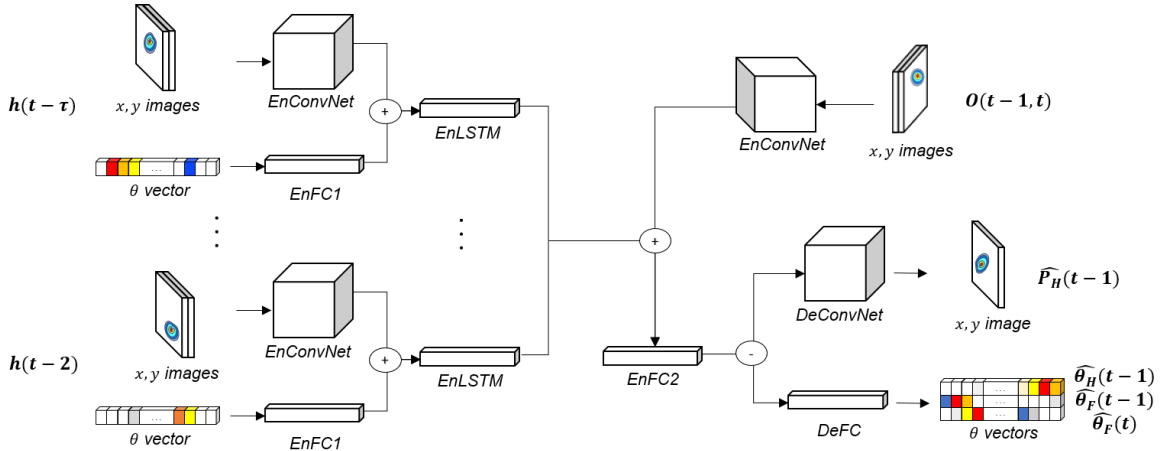 h(t − τ)
x, y images
EnConvNet
+
EnLSTM
θ vector
...
EnFC1
h(t − 2)
x, y images
EnConvNet
+
EnLSTM
θ vector
...
EnFC1
O(t − 1, t)
EnConvNet
x, y images
+
EnFC2
-
DeConvNet
x, y image
P̂_H(t − 1)
DeFC
...
...
...
θ vectors
θ̂_H(t − 1)
θ̂_F(t − 1)
θ̂_F(t)